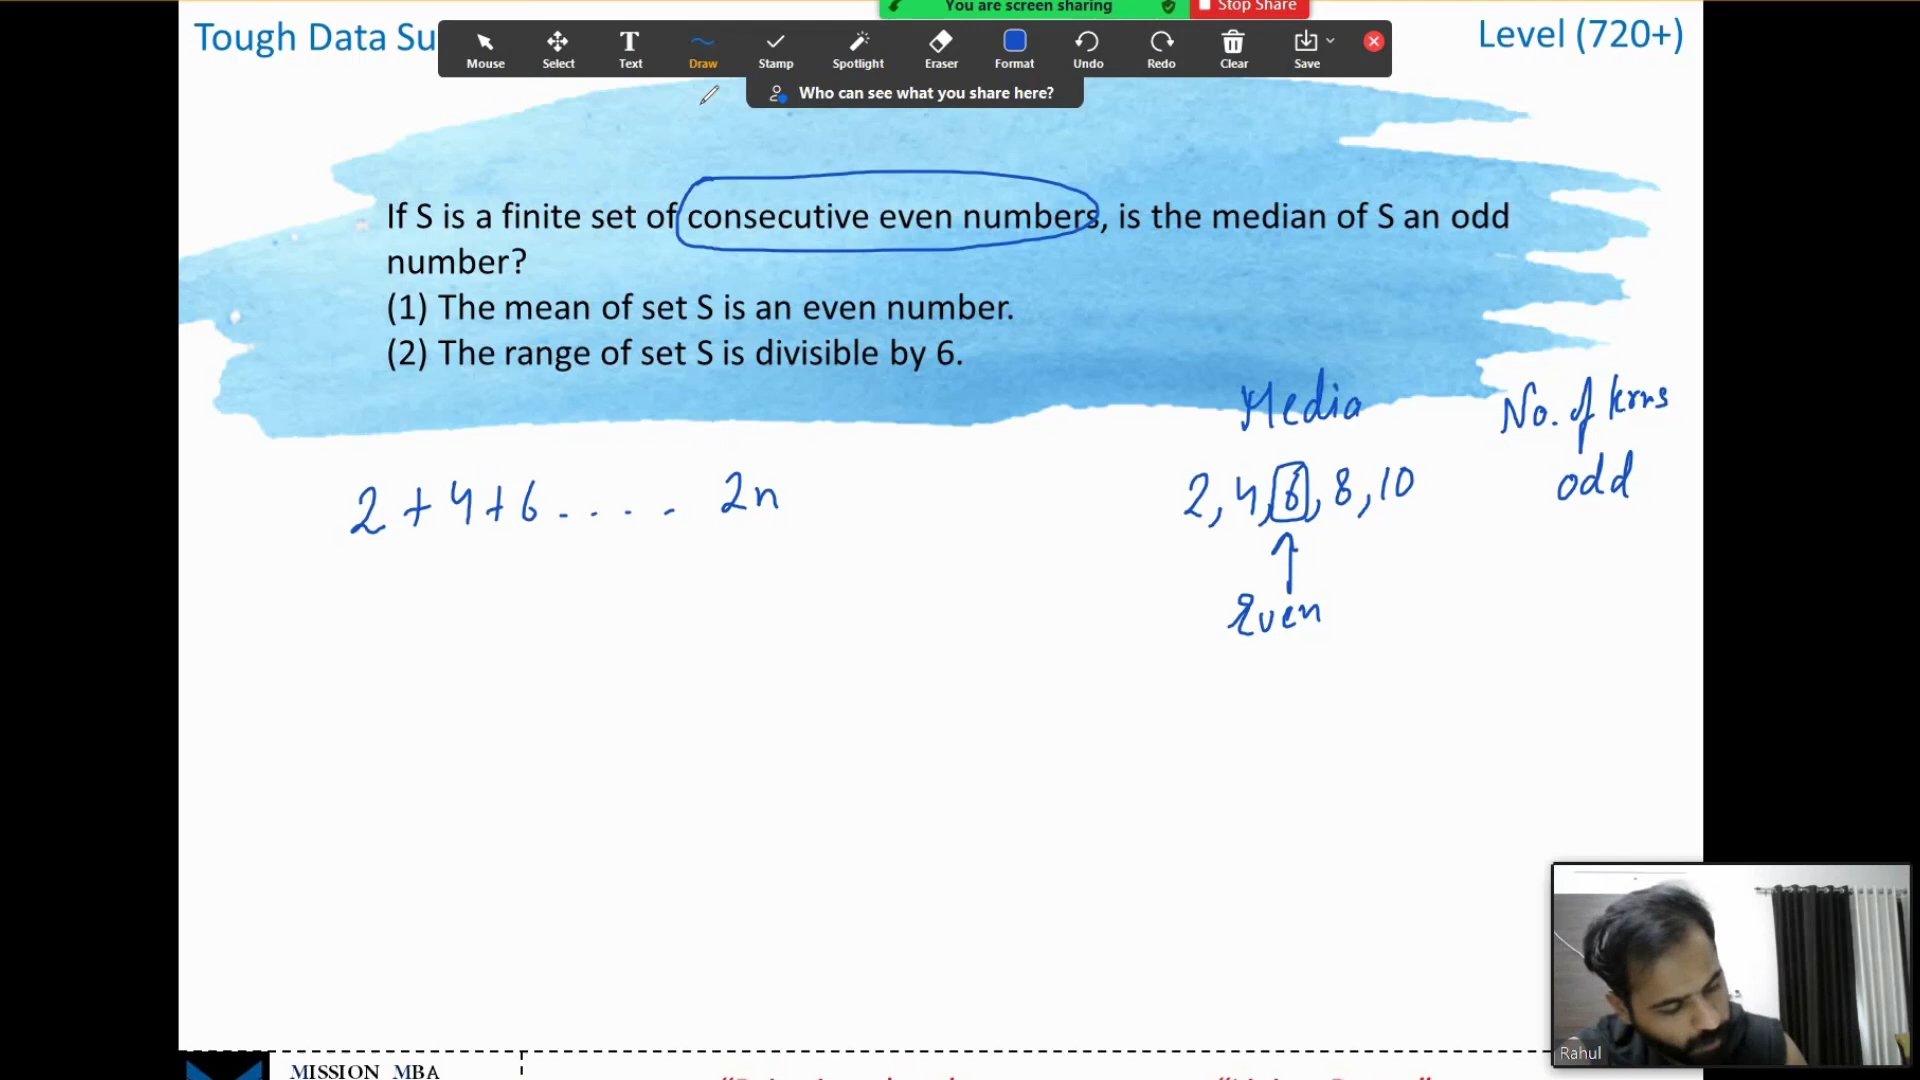 You are screen sharing
Stop Share
Tough Data Su
Level (720+)
Mouse
Select
Text
Draw
Stamp
Spotlight
Eraser
Format
Undo
Redo
Clear
Save
Who can see what you share here?
If S is a finite set of consecutive even numbers, is the median of S an odd
number?
(1) The mean of set S is an even number.
(2) The range of set S is divisible by 6.
Media
No. of
odd
2 + 4 + 6 . . . . . 2n
2, 4, 6, 8, 10
Even
Rahul
MISSION MBA